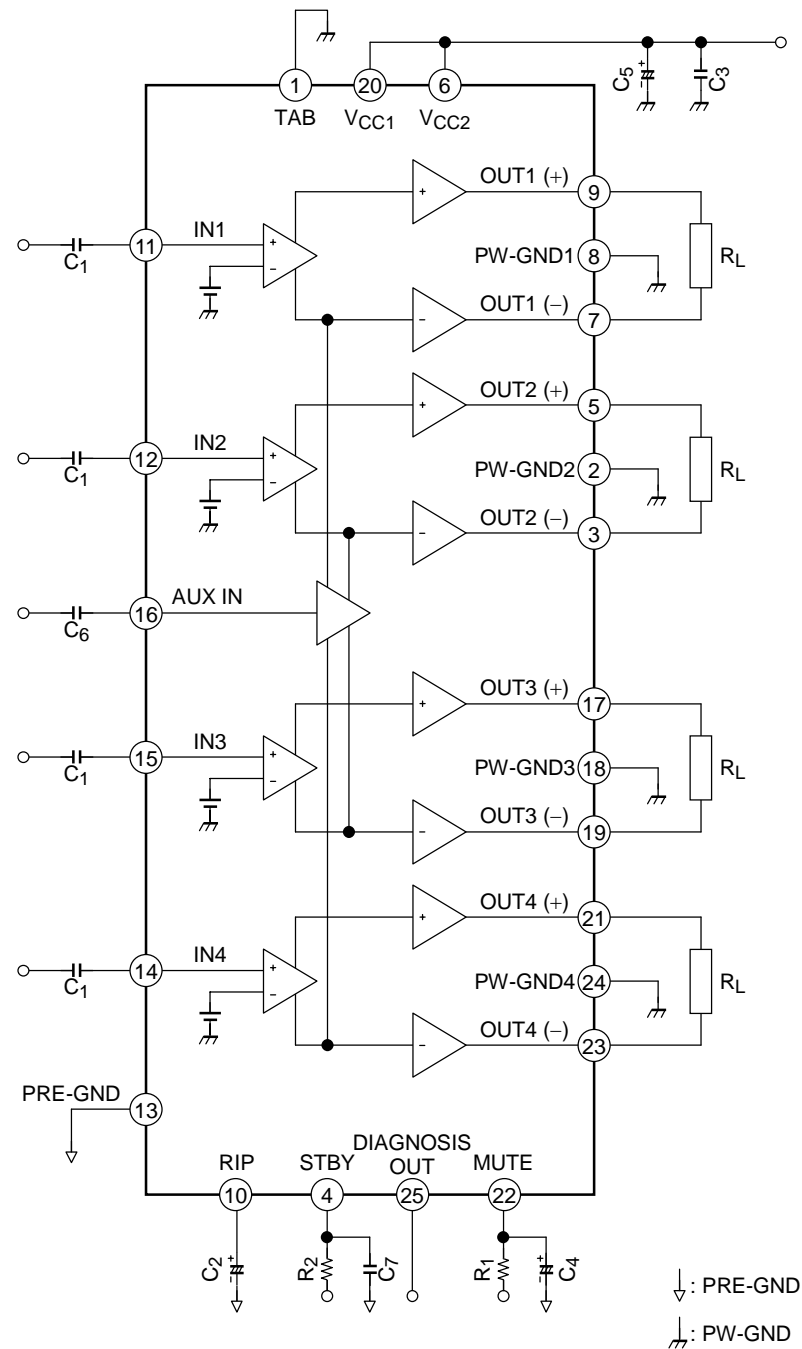 1 20 6
TAB VCC1 VCC2
C5 + - C3
OUT1 (+) 9
11 IN1 C1
PW-GND1 8 RL
OUT1 (−) 7
OUT2 (+) 5
12 IN2 C1
PW-GND2 2 RL
OUT2 (−) 3
16 AUX IN C6
OUT3 (+) 17
15 IN3 C1
PW-GND3 18 RL
OUT3 (−) 19
OUT4 (+) 21
14 IN4 C1
PW-GND4 24 RL
OUT4 (−) 23
PRE-GND 13
RIP STBY DIAGNOSIS OUT MUTE
10 4 25 22
C2 R2 C7 R1 C4
: PRE-GND
: PW-GND